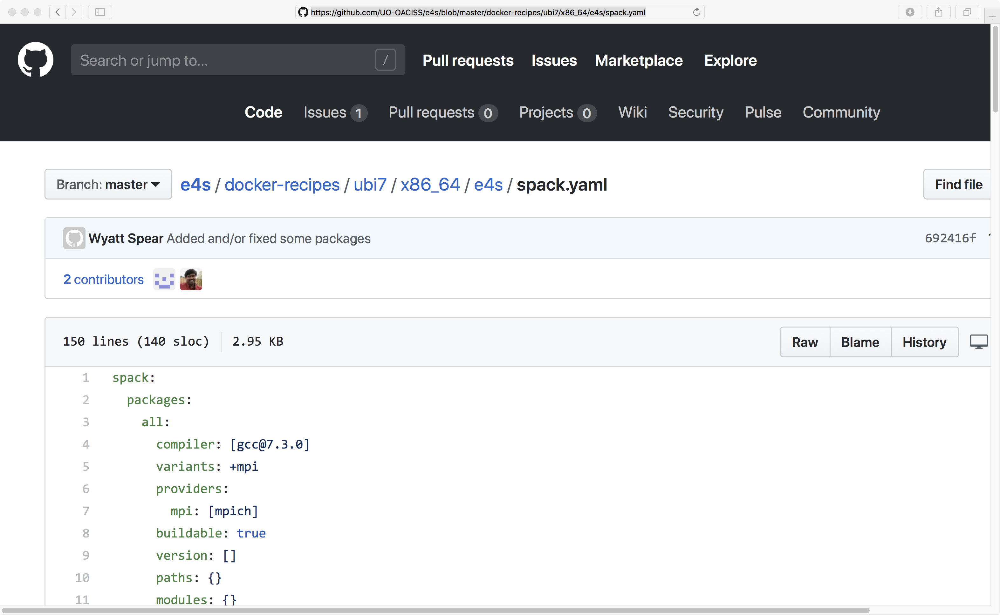 https://github.com/UO-OACISS/e4s/blob/master/docker-recipes/ubi7/x86_64/e4s/spack.yaml
Search or jump to... / Pull requests Issues Marketplace Explore
Code Issues 1 Pull requests 0 Projects 0 Wiki Security Pulse Community
Branch: master e4s / docker-recipes / ubi7 / x86_64 / e4s / spack.yaml Find file
Wyatt Spear Added and/or fixed some packages 692416f
2 contributors
150 lines (140 sloc) 2.95 KB Raw Blame History
1 spack:
2 packages:
3 all:
4 compiler: [gcc@7.3.0]
5 variants: +mpi
6 providers:
7 mpi: [mpich]
8 buildable: true
9 version: []
10 paths: {}
11 modules: {}